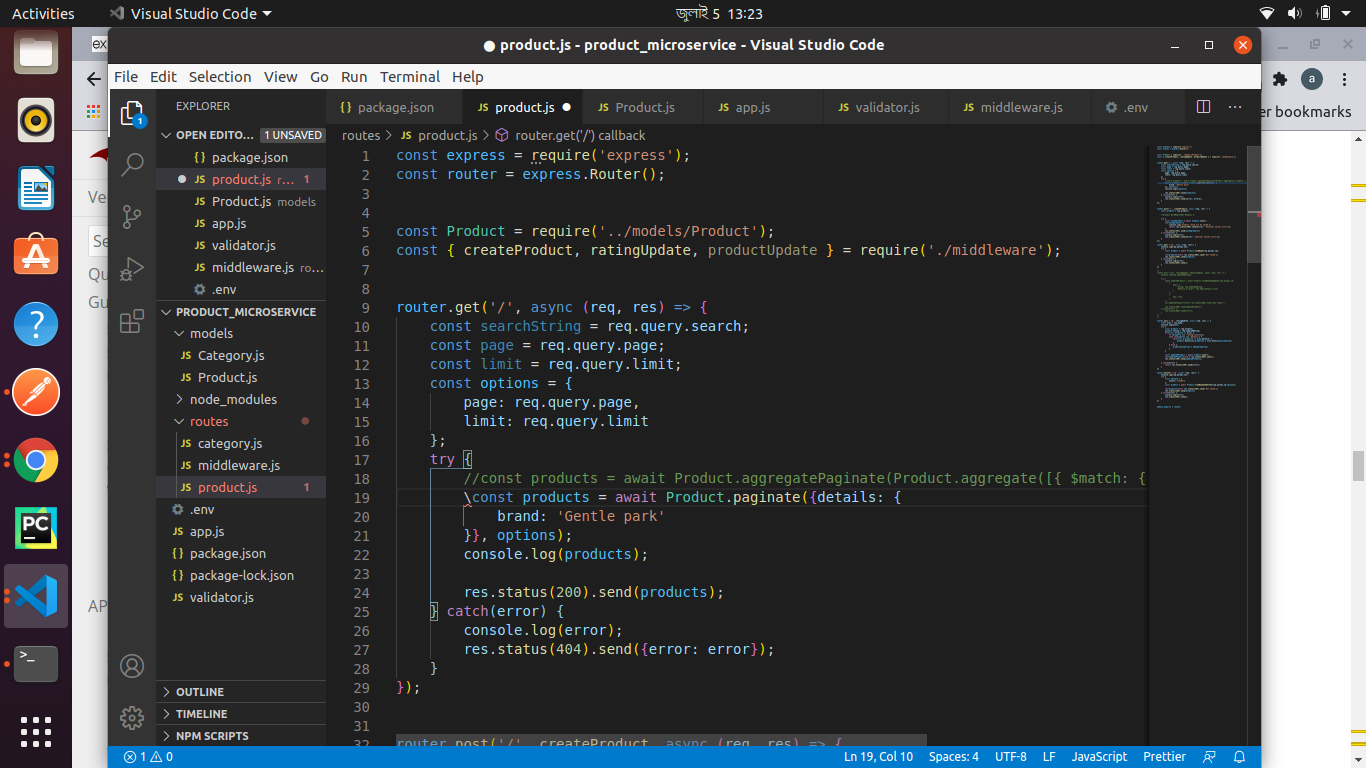 Activities
Visual Studio Code
জুলাই 5 13:23
ex
● product.js - product_microservice - Visual Studio Code
a
File Edit Selection View Go Run Terminal Help
er bookmarks
EXPLORER
{} package.json
JS product.js ●
JS Product.js
JS app.js
JS validator.js
JS middleware.js
.env
1
OPEN EDITO... 1 UNSAVED
{} package.json
● JS product.js r... 1
JS Product.js models
JS app.js
JS validator.js
JS middleware.js ro...
.env
PRODUCT_MICROSERVICE
models
JS Category.js
JS Product.js
node_modules
routes
JS category.js
JS middleware.js
JS product.js 1
.env
JS app.js
{} package.json
{} package-lock.json
JS validator.js
OUTLINE
TIMELINE
NPM SCRIPTS
Ve
Se
Qu
Gu
AP
PC
>_
routes > JS product.js > router.get('/') callback
1 const express = require('express');
2 const router = express.Router();
3
4
5 const Product = require('../models/Product');
6 const { createProduct, ratingUpdate, productUpdate } = require('./middleware');
7
8
9 router.get('/', async (req, res) => {
10 const searchString = req.query.search;
11 const page = req.query.page;
12 const limit = req.query.limit;
13 const options = {
14 page: req.query.page,
15 limit: req.query.limit
16 };
17 try {
18 //const products = await Product.aggregatePaginate(Product.aggregate([{ $match: {
19 \const products = await Product.paginate({details: {
20 brand: 'Gentle park'
21 }}, options);
22 console.log(products);
23
24 res.status(200).send(products);
25 } catch(error) {
26 console.log(error);
27 res.status(404).send({error: error});
28 }
29 });
30
31
32 router.post('/', createProduct, async (req, res) => {
1 0
Ln 19, Col 10 Spaces: 4 UTF-8 LF JavaScript Prettier